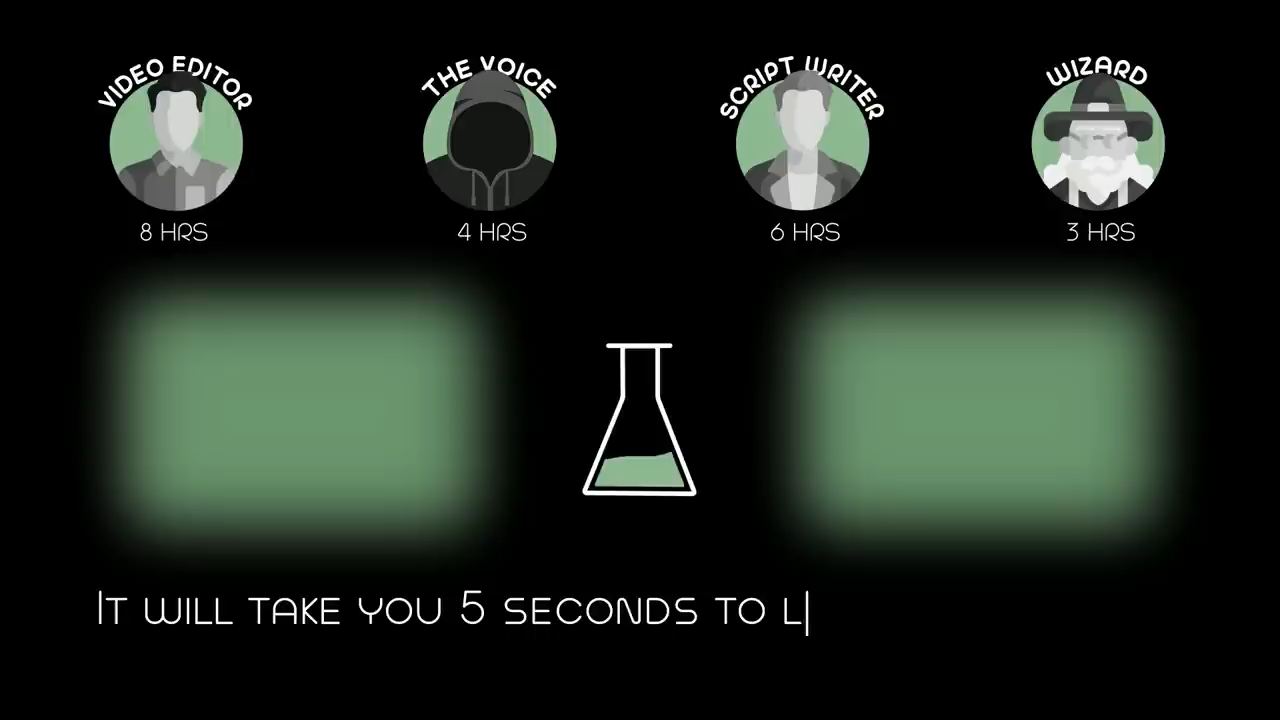 VIDEO EDITOR
THE VOICE
SCRIPT WRITER
WIZARD
8 HRS
4 HRS
6 HRS
3 HRS
IT WILL TAKE YOU 5 SECONDS TO L